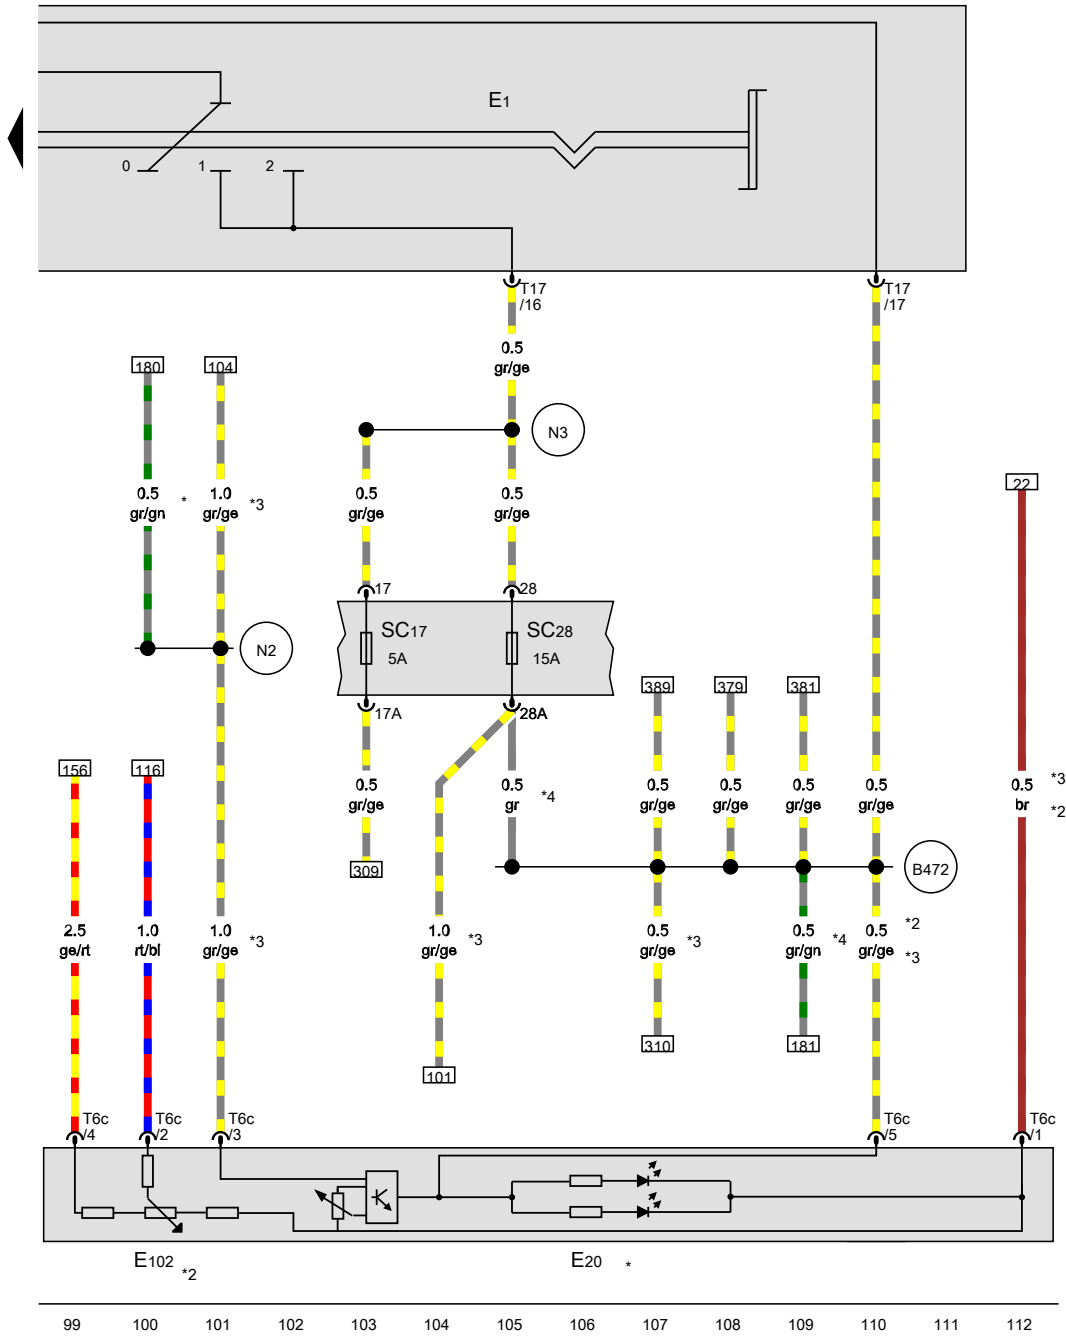 E1
0
1
2
T17
/16
T17
/17
0.5
gr/ge
180
104
N3
0.5
gr/gn
*
1.0
gr/ge
*3
0.5
gr/ge
0.5
gr/ge
22
17
28
SC17
5A
SC28
15A
N2
17A
28A
389
379
381
156
116
0.5
gr/ge
0.5
gr
*4
0.5
gr/ge
0.5
gr/ge
0.5
gr/ge
0.5
gr/ge
0.5
br
*3
*2
309
B472
2.5
ge/rt
1.0
rt/bl
1.0
gr/ge
*3
1.0
gr/ge
*3
0.5
gr/ge
*3
0.5
gr/gn
*4
0.5
gr/ge
*2
*3
310
181
101
T6c
/4
T6c
/2
T6c
/3
T6c
/5
T6c
/1
E102
*2
E20
*
99 100 101 102 103 104 105 106 107 108 109 110 111 112